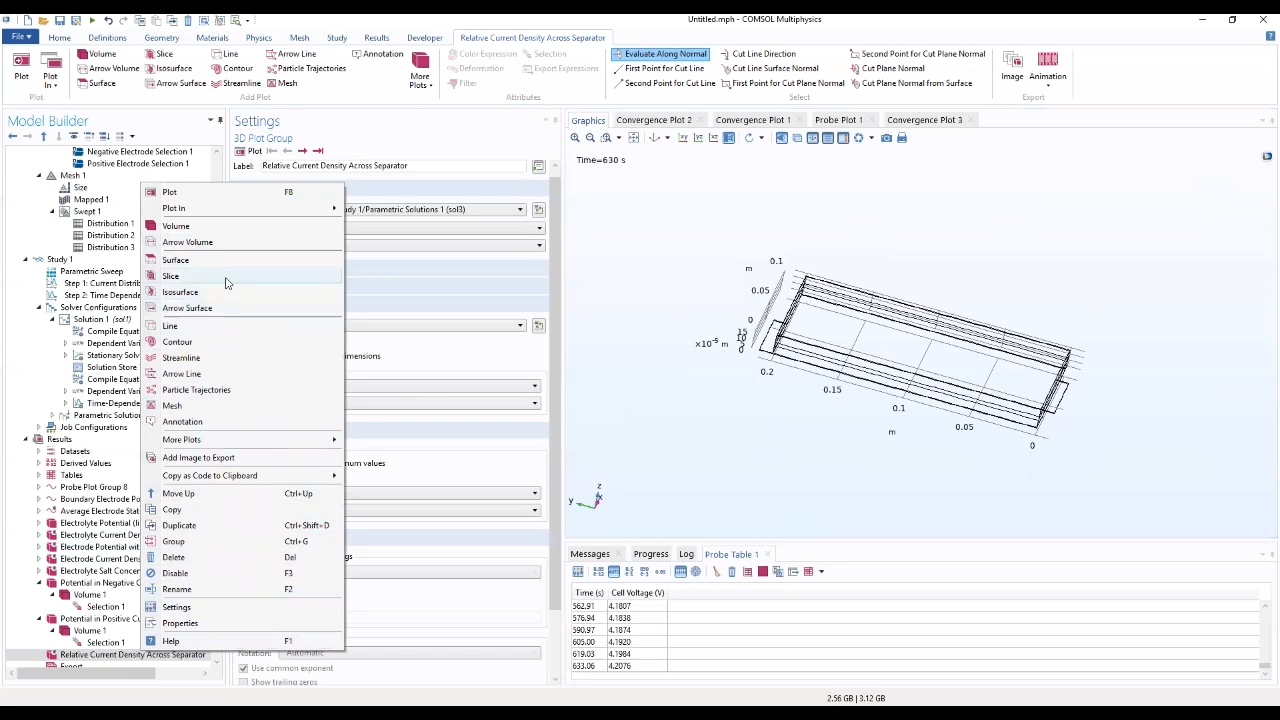 Untitled.mph - COMSOL Multiphysics
File
Home
Definitions
Geometry
Materials
Physics
Mesh
Study
Results
Developer
Relative Current Density Across Separator
Plot
Plot In
Volume
Arrow Volume
Surface
Slice
Isosurface
Arrow Surface
Line
Contour
Streamline
Arrow Line
Particle Trajectories
Mesh
Annotation
More Plots
Color Expression
Deformation
Filter
Selection
Export Expressions
Evaluate Along Normal
First Point for Cut Line
Second Point for Cut Line
Cut Line Direction
Cut Line Surface Normal
First Point for Cut Plane Normal
Second Point for Cut Plane Normal
Cut Plane Normal
Cut Plane Normal from Surface
Image
Animation
Plot
Add Plot
Attributes
Select
Export
Model Builder
Negative Electrode Selection 1
Positive Electrode Selection 1
Mesh 1
Size
Mapped 1
Swept 1
Distribution 1
Distribution 2
Distribution 3
Study 1
Parametric Sweep
Step 1: Current Distrib
Step 2: Time Depende
Solver Configurations
Solution 1 (sol1)
Compile Equat
Dependent Vari
Stationary Solv
Solution Store
Compile Equat
Dependent Vari
Time-Depende
Parametric Solution
Job Configurations
Results
Datasets
Derived Values
Tables
Probe Plot Group 8
Boundary Electrode Po
Average Electrode Stat
Electrolyte Potential (li
Electrolyte Current Den
Electrode Potential wit
Electrode Current Dens
Electrolyte Salt Concen
Potential in Negative C
Volume 1
Selection 1
Potential in Positive Cu
Volume 1
Selection 1
Relative Current Density Across Separator
Export
Plot F8
Plot In
Volume
Arrow Volume
Surface
Slice
Isosurface
Arrow Surface
Line
Contour
Streamline
Arrow Line
Particle Trajectories
Mesh
Annotation
More Plots
Add Image to Export
Copy as Code to Clipboard
Move Up Ctrl+Up
Copy
Duplicate Ctrl+Shift+D
Group Ctrl+G
Delete Del
Disable F3
Rename F2
Settings
Properties
Help F1
Settings
3D Plot Group
Plot
Label: Relative Current Density Across Separator
udy 1/Parametric Solutions 1 (sol3)
imensions
num values
gs
Notation: Automatic
Use common exponent
Show trailing zeros
Graphics
Convergence Plot 2
Convergence Plot 1
Probe Plot 1
Convergence Plot 3
Time=630 s
0.1
m
0.05
0
15
10
5
0
×10⁻⁵ m
0.2
0.15
0.1
m
0.05
0
z
y
x
Messages
Progress
Log
Probe Table 1
Time (s) Cell Voltage (V)
562.91 4.1807
576.94 4.1838
590.97 4.1874
605.00 4.1920
619.03 4.1984
633.06 4.2076
2.56 GB | 3.12 GB